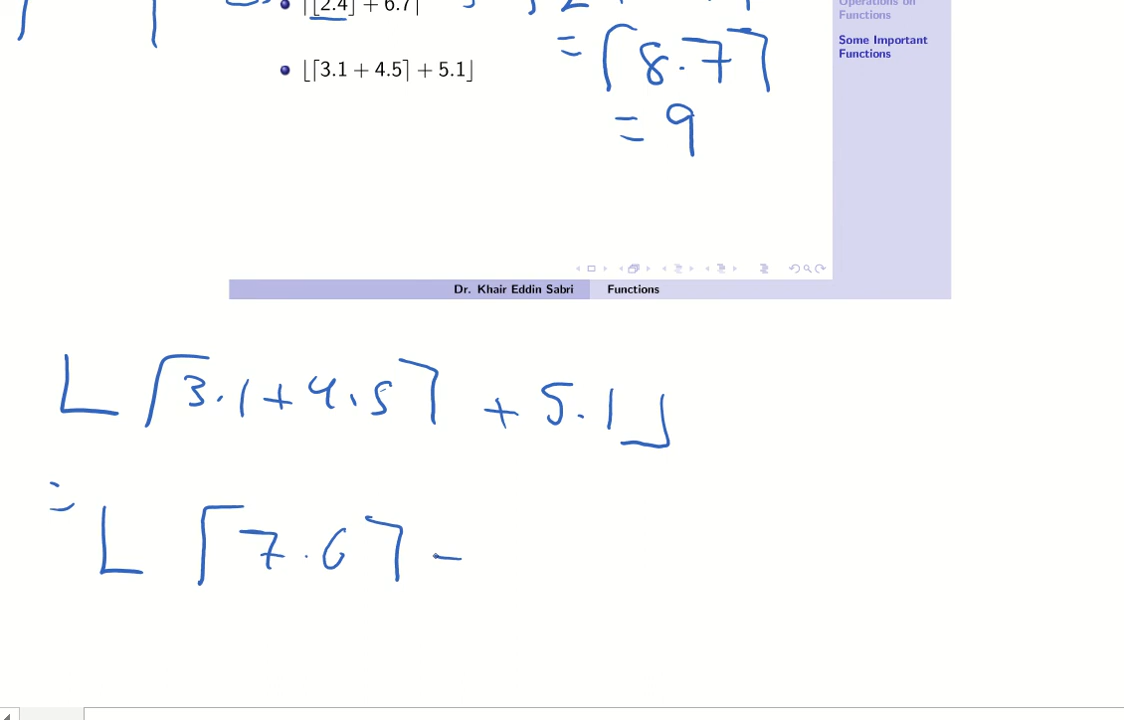 Operations on
Functions
Some Important
Functions
⌈⌊2.4⌋ + 6.7⌉
= ⌈8.7⌉
⌊⌈3.1 + 4.5⌉ + 5.1⌋
= 9
Dr. Khair Eddin Sabri Functions
⌊⌈3.1+4.5⌉ + 5.1⌋
= ⌊⌈7.6⌉ -